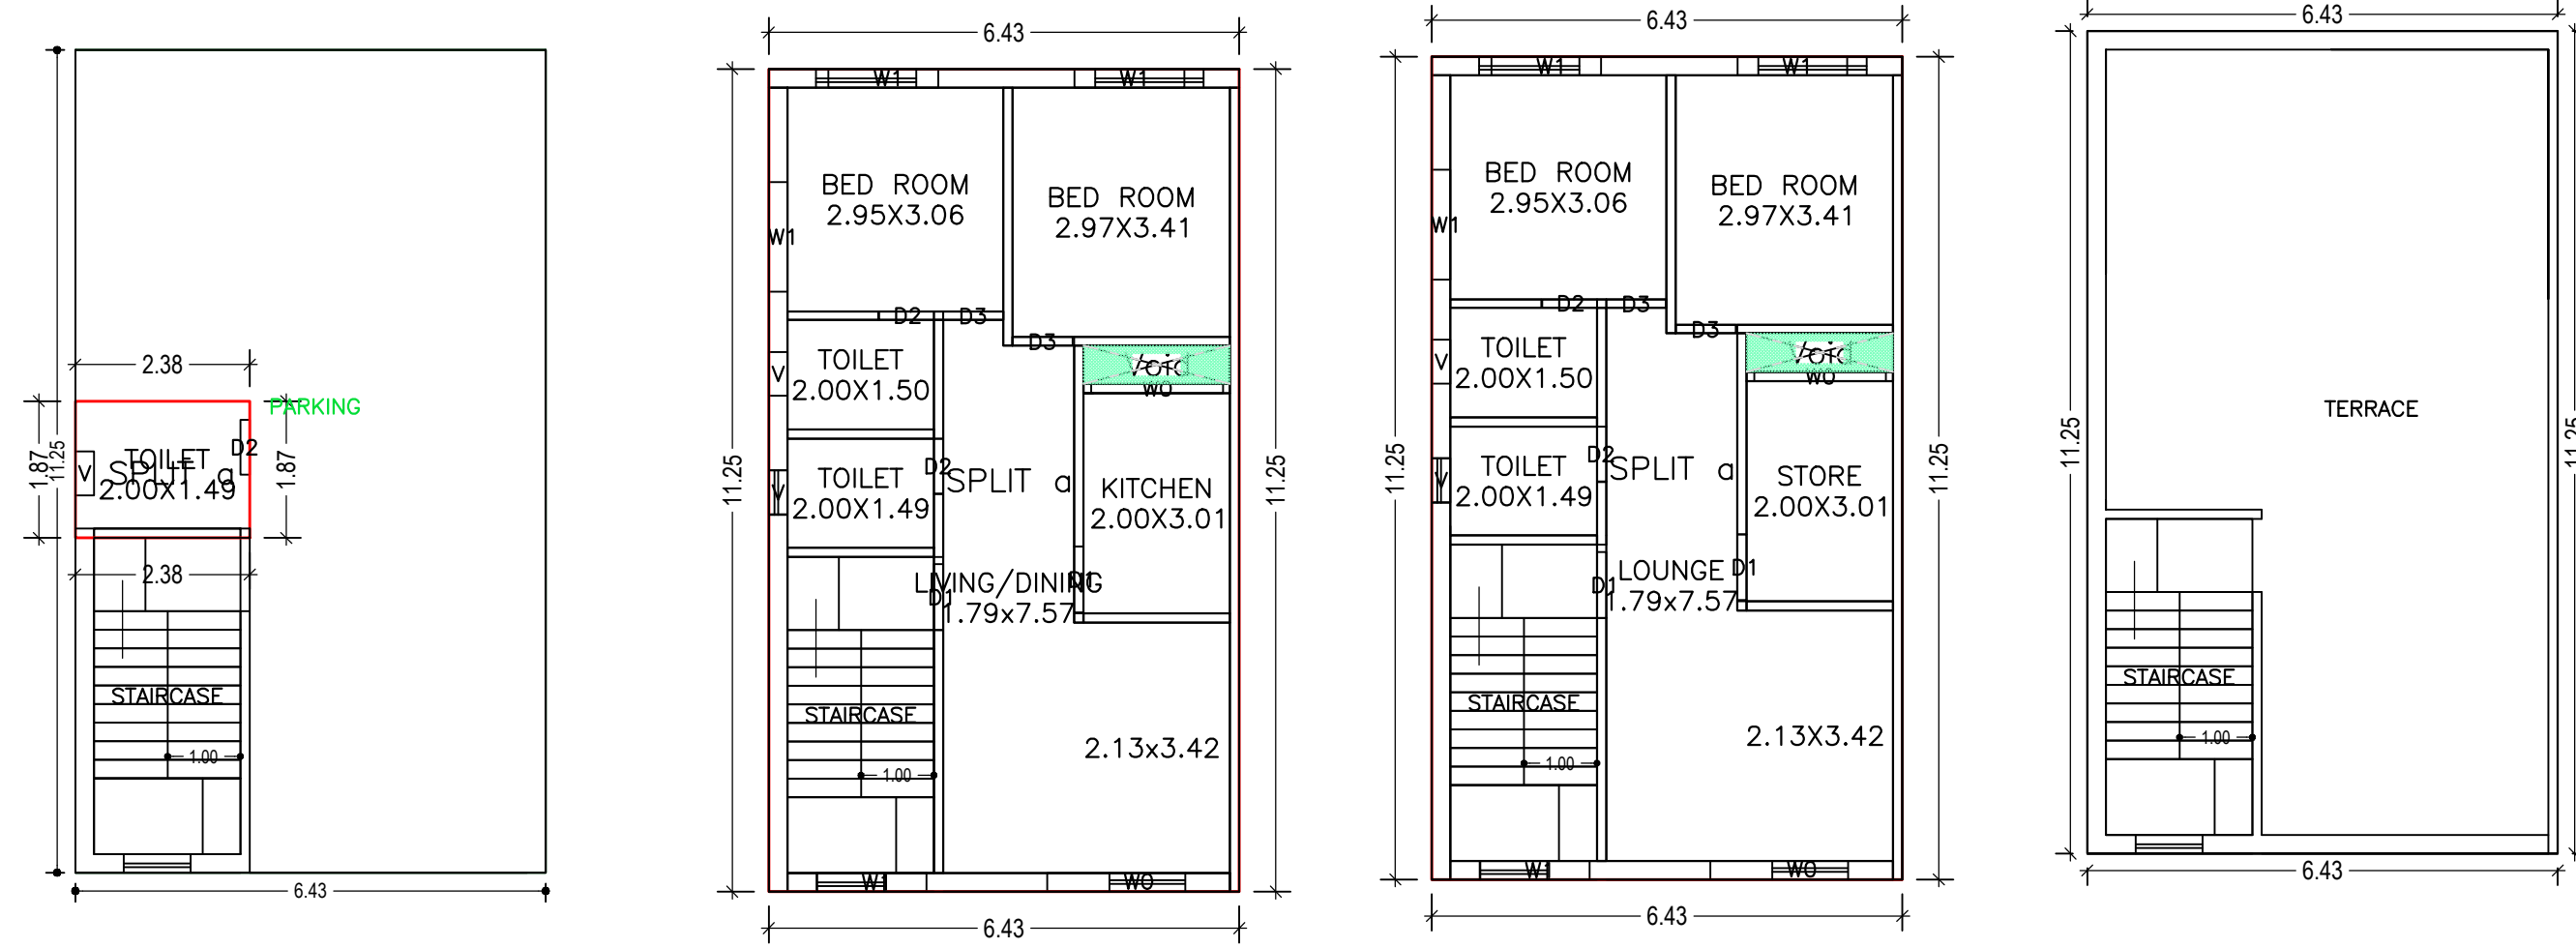 2.38
PARKING
1.87
11.25
V
TOILET
D2
SPLIT a
2.00X1.49
1.87
2.38
STAIRCASE
1.00
6.43
6.43
W1
W1
BED ROOM
2.95X3.06
BED ROOM
2.97X3.41
W1
D2
D3
D3
TOILET
2.00X1.50
V
Void
WO
11.25
TOILET
2.00X1.49
V
D2
SPLIT a
KITCHEN
2.00X3.01
11.25
LIVING/DINING
1.79x7.57
D1
D1
STAIRCASE
1.00
2.13x3.42
W1
WO
6.43
6.43
W1
W1
BED ROOM
2.95X3.06
BED ROOM
2.97X3.41
W1
D2
D3
D3
TOILET
2.00X1.50
V
Void
WO
11.25
TOILET
2.00X1.49
V
D2
SPLIT a
STORE
2.00X3.01
11.25
LOUNGE
1.79x7.57
D1
D1
STAIRCASE
1.00
2.13X3.42
W1
WO
6.43
6.43
TERRACE
11.25
11.25
STAIRCASE
1.00
6.43